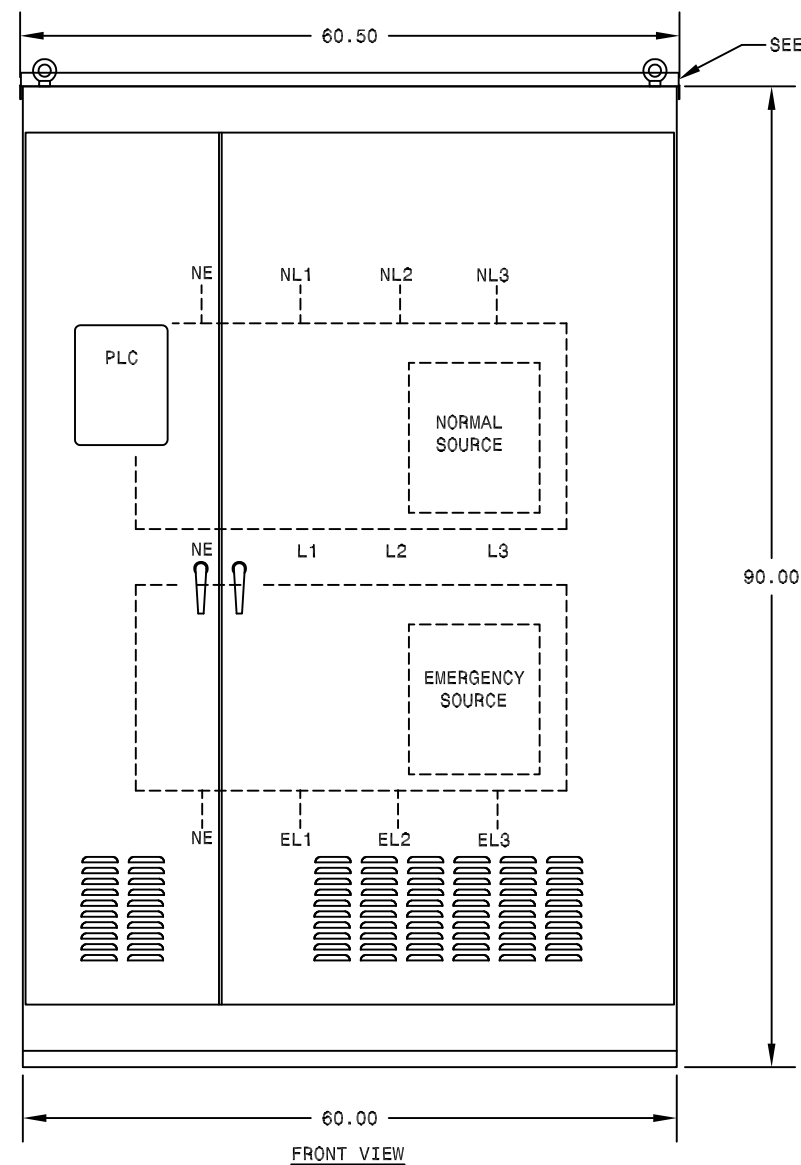 60.50
SEE
NE NL1 NL2 NL3
PLC
NORMAL
SOURCE
NE L1 L2 L3
90.00
EMERGENCY
SOURCE
NE EL1 EL2 EL3
60.00
FRONT VIEW